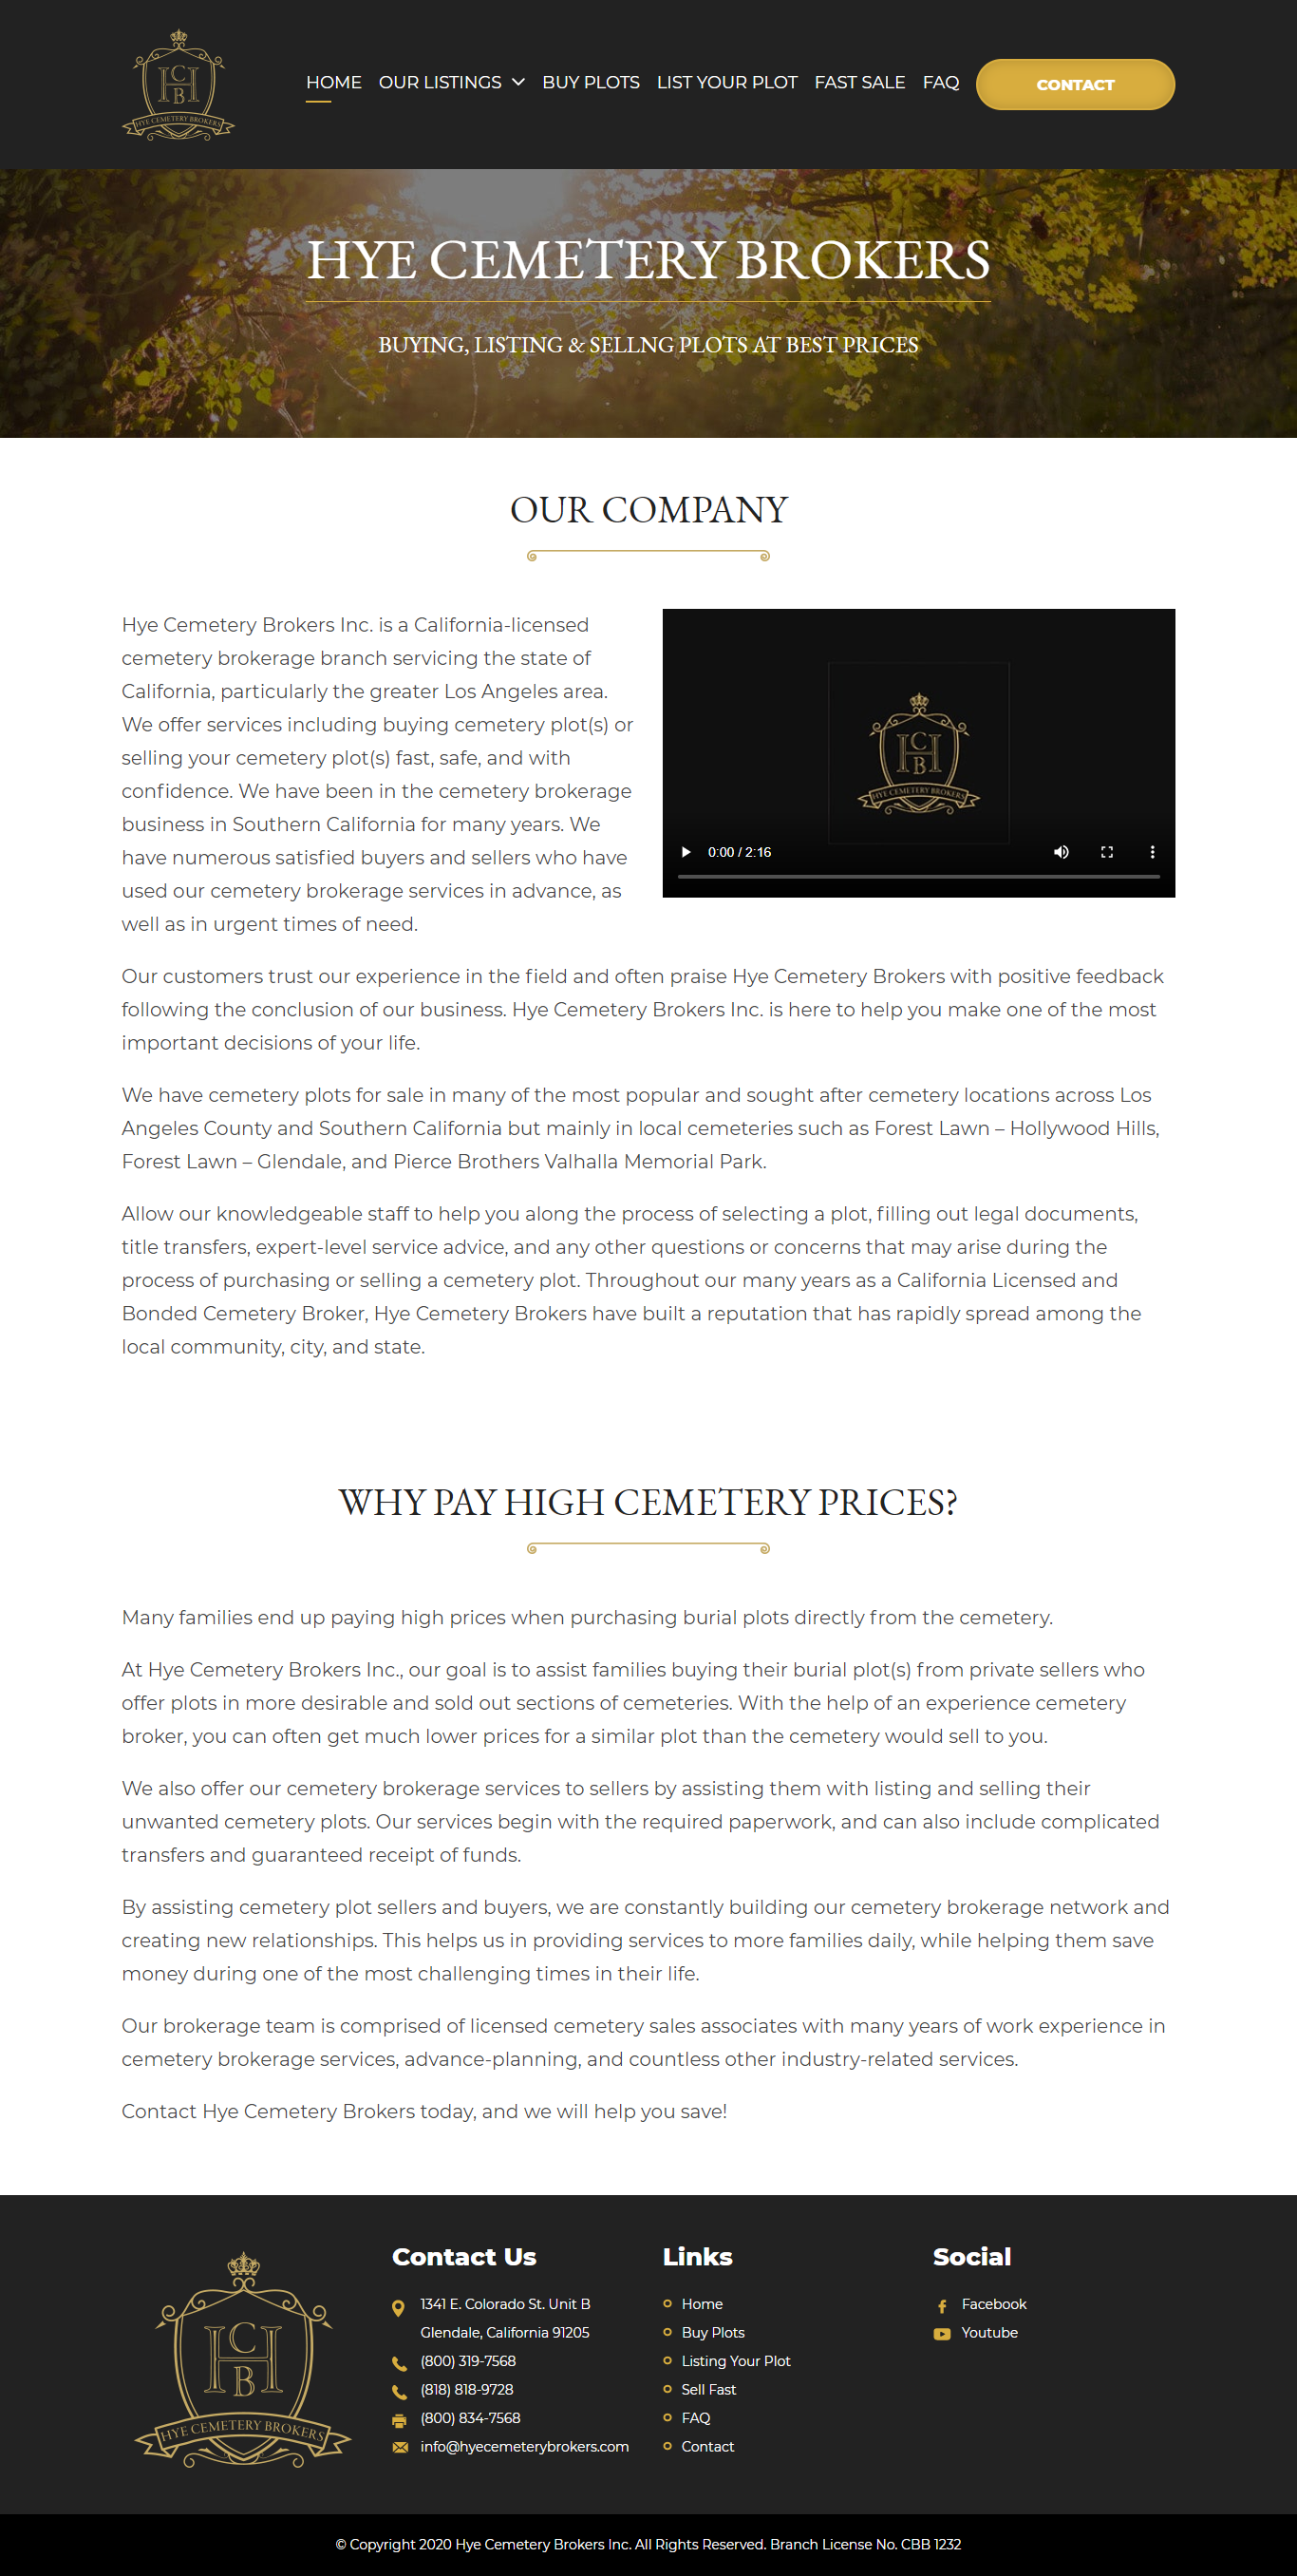 HCB
HYE CEMETERY BROKERS
HOME OUR LISTINGS BUY PLOTS LIST YOUR PLOT FAST SALE FAQ CONTACT
HYE CEMETERY BROKERS
BUYING, LISTING & SELLNG PLOTS AT BEST PRICES
OUR COMPANY
Hye Cemetery Brokers Inc. is a California-licensed
cemetery brokerage branch servicing the state of
California, particularly the greater Los Angeles area.
We offer services including buying cemetery plot(s) or
selling your cemetery plot(s) fast, safe, and with
confidence. We have been in the cemetery brokerage
business in Southern California for many years. We
have numerous satisfied buyers and sellers who have
used our cemetery brokerage services in advance, as
well as in urgent times of need.
HCB
HYE CEMETERY BROKERS
0:00 / 2:16
Our customers trust our experience in the field and often praise Hye Cemetery Brokers with positive feedback
following the conclusion of our business. Hye Cemetery Brokers Inc. is here to help you make one of the most
important decisions of your life.
We have cemetery plots for sale in many of the most popular and sought after cemetery locations across Los
Angeles County and Southern California but mainly in local cemeteries such as Forest Lawn – Hollywood Hills,
Forest Lawn – Glendale, and Pierce Brothers Valhalla Memorial Park.
Allow our knowledgeable staff to help you along the process of selecting a plot, filling out legal documents,
title transfers, expert-level service advice, and any other questions or concerns that may arise during the
process of purchasing or selling a cemetery plot. Throughout our many years as a California Licensed and
Bonded Cemetery Broker, Hye Cemetery Brokers have built a reputation that has rapidly spread among the
local community, city, and state.
WHY PAY HIGH CEMETERY PRICES?
Many families end up paying high prices when purchasing burial plots directly from the cemetery.
At Hye Cemetery Brokers Inc., our goal is to assist families buying their burial plot(s) from private sellers who
offer plots in more desirable and sold out sections of cemeteries. With the help of an experience cemetery
broker, you can often get much lower prices for a similar plot than the cemetery would sell to you.
We also offer our cemetery brokerage services to sellers by assisting them with listing and selling their
unwanted cemetery plots. Our services begin with the required paperwork, and can also include complicated
transfers and guaranteed receipt of funds.
By assisting cemetery plot sellers and buyers, we are constantly building our cemetery brokerage network and
creating new relationships. This helps us in providing services to more families daily, while helping them save
money during one of the most challenging times in their life.
Our brokerage team is comprised of licensed cemetery sales associates with many years of work experience in
cemetery brokerage services, advance-planning, and countless other industry-related services.
Contact Hye Cemetery Brokers today, and we will help you save!
HCB
HYE CEMETERY BROKERS
Contact Us
1341 E. Colorado St. Unit B
Glendale, California 91205
(800) 319-7568
(818) 818-9728
(800) 834-7568
info@hyecemeterybrokers.com
Links
Home
Buy Plots
Listing Your Plot
Sell Fast
FAQ
Contact
Social
Facebook
Youtube
© Copyright 2020 Hye Cemetery Brokers Inc. All Rights Reserved. Branch License No. CBB 1232